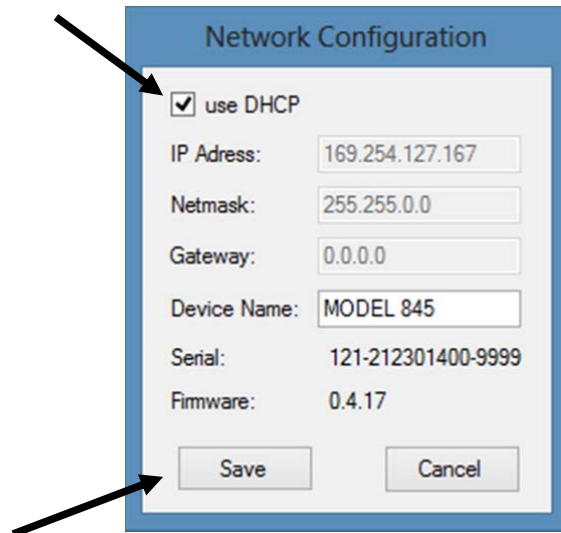 Network Configuration
use DHCP
IP Adress: 169.254.127.167
Netmask: 255.255.0.0
Gateway: 0.0.0.0
Device Name: MODEL 845
Serial: 121-212301400-9999
Firmware: 0.4.17
Save Cancel